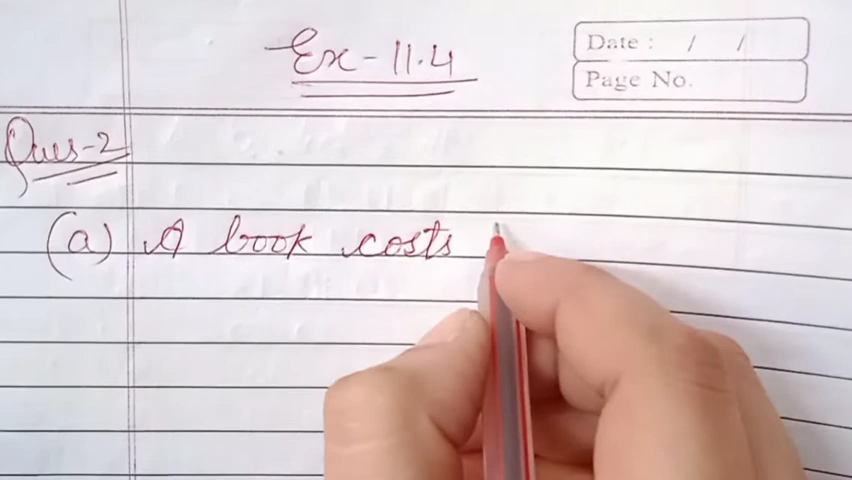 Ex - 11.4
Date : / /
Page No.
Ques-2
(a) A book costs